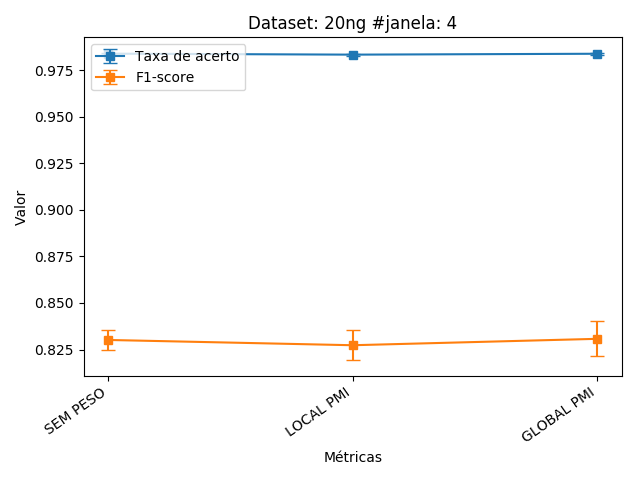 Dataset: 20ng #janela: 4
Taxa de acerto
F1-score
0.975
0.950
0.925
0.900
0.875
0.850
0.825
Valor
SEM PESO
LOCAL PMI
GLOBAL PMI
Métricas